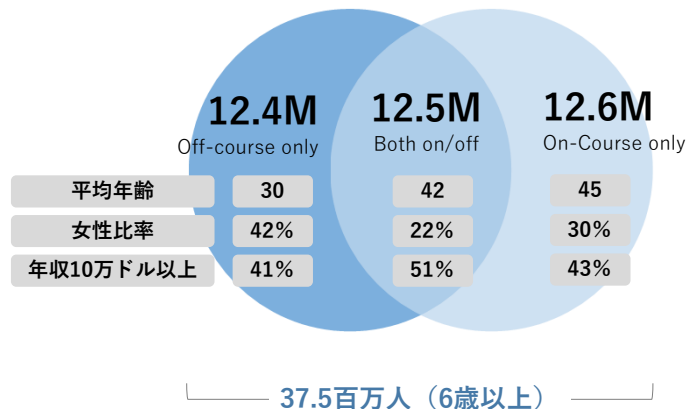 12.4M 12.5M 12.6M
Off-course only Both on/off On-Course only
平均年齢 30 42 45
女性比率 42% 22% 30%
年収10万ドル以上 41% 51% 43%
37.5百万人（6歳以上）